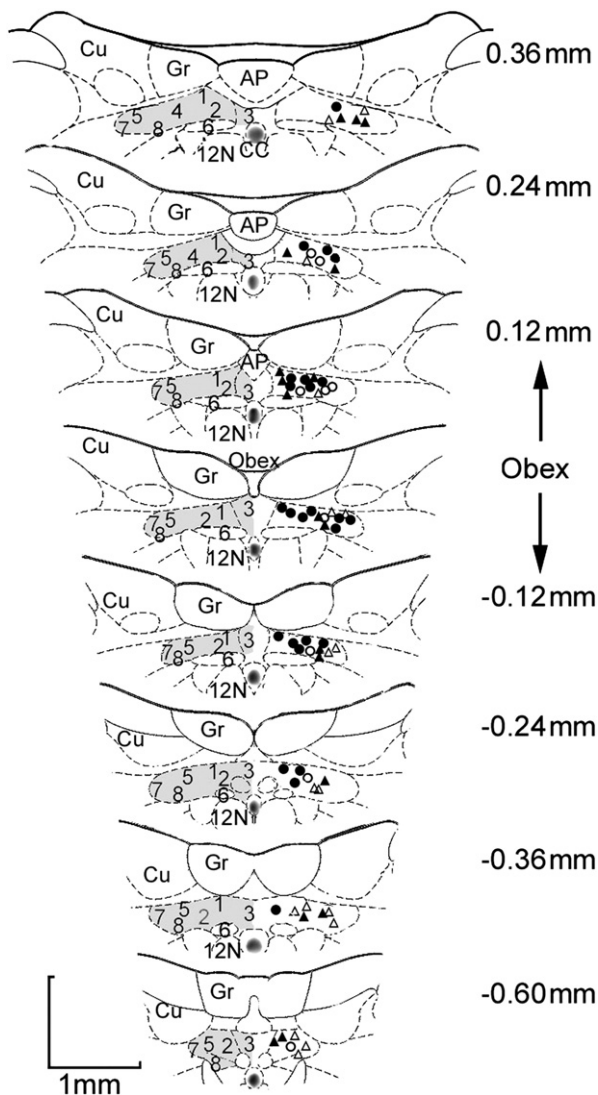 Cu Gr AP 0.36 mm
5 4 1 2 3
7 8 6
12N CC
Cu Gr AP 0.24 mm
5 4 1 2 3
7 8 6
12N
Cu Gr AP 0.12 mm
7 5 1 2 3
8 6
12N
Obex
Cu Gr Obex
7 5 2 1 3
8 6
12N
Cu Gr -0.12 mm
7 5 2 1 3
8 6
12N
Cu Gr -0.24 mm
7 5 1 2 3
8 6
12N
Cu Gr -0.36 mm
7 5 2 1 3
8 6
12N
Cu Gr -0.60 mm
7 5 2 3
8
1mm